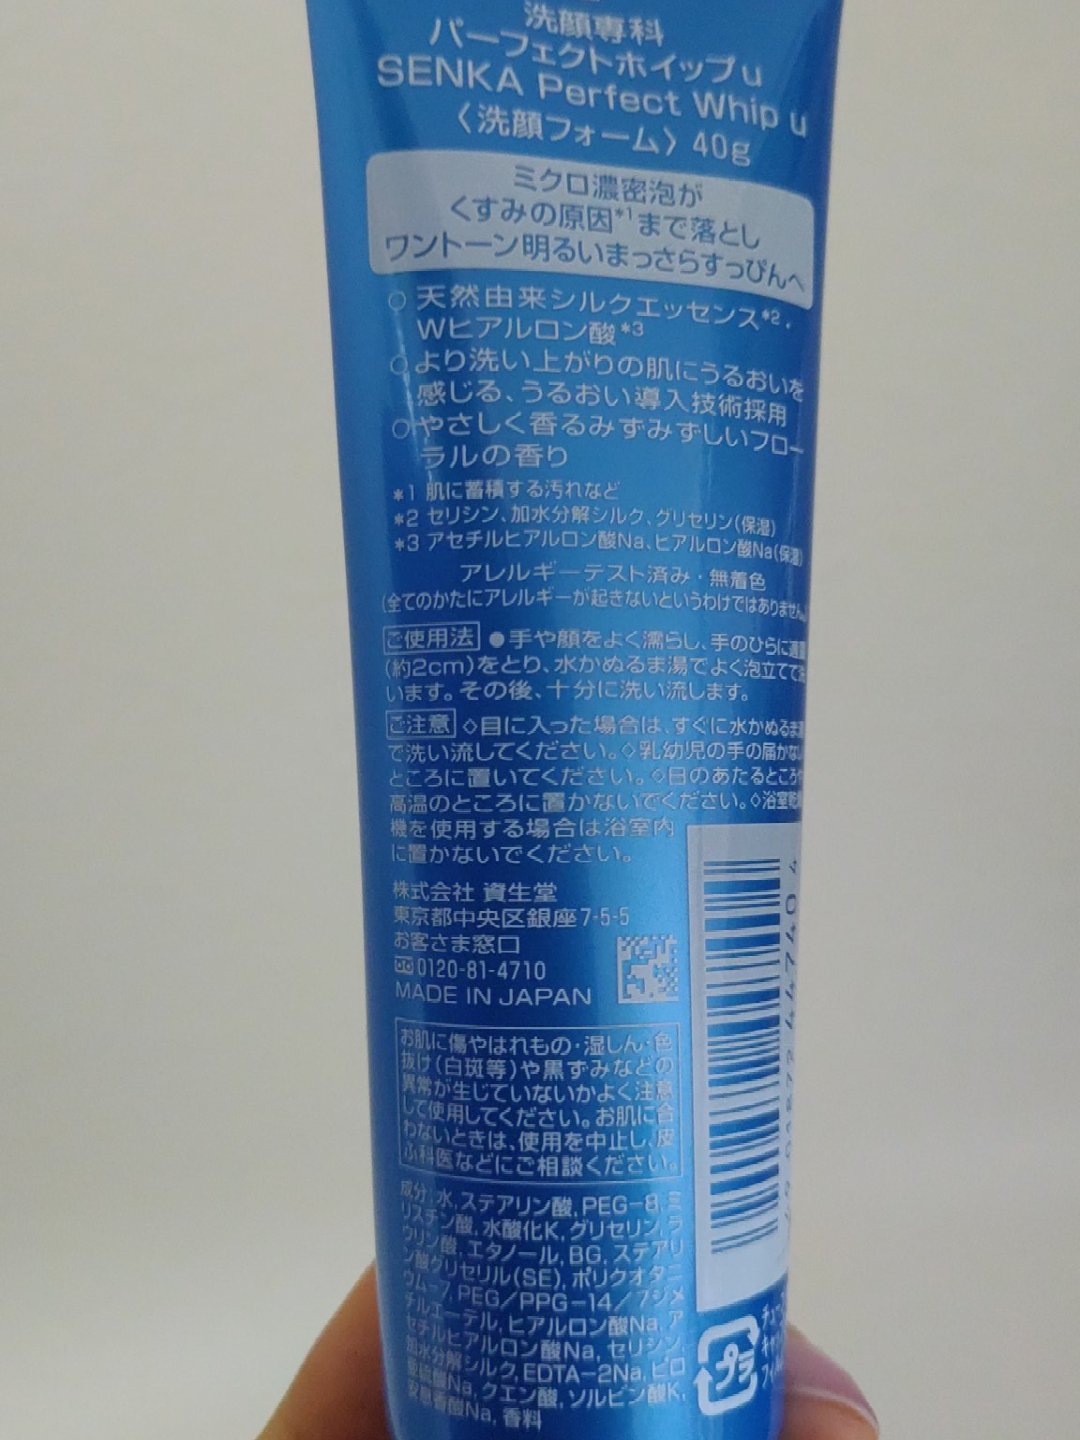 洗顔専科
パーフェクトホイップu
SENKA Perfect Whip u
〈洗顔フォーム〉40g
ミクロ濃密泡が
くすみの原因*1まで落とし
ワントーン明るいまっさらすっぴんへ
○天然由来シルクエッセンス*2・
Wヒアルロン酸*3
○より洗い上がりの肌にうるおいを
感じる、うるおい導入技術採用
○やさしく香るみずみずしいフロー
ラルの香り
*1 肌に蓄積する汚れなど
*2 セリシン、加水分解シルク、グリセリン(保湿)
*3 アセチルヒアルロン酸Na、ヒアルロン酸Na(保湿)
アレルギーテスト済み・無着色
(全てのかたにアレルギーが起きないというわけではありません。)
ご使用法 ●手や顔をよく濡らし、手のひらに適量
(約2cm)をとり、水かぬるま湯でよく泡立てて洗
います。その後、十分に洗い流します。
ご注意 ◇目に入った場合は、すぐに水かぬるま湯
で洗い流してください。◇乳幼児の手の届かない
ところに置いてください。◇日のあたるところや
高温のところに置かないでください。◇浴室乾燥
機を使用する場合は浴室内
に置かないでください。
株式会社 資生堂
東京都中央区銀座7-5-5
お客さま窓口
0120-81-4710
MADE IN JAPAN
お肌に傷やはれもの・湿しん・色
抜け(白斑等)や黒ずみなどの
異常が生じていないかよく注意
して使用してください。お肌に合
わないときは、使用を中止し、皮
ふ科医などにご相談ください。
成分:水,ステアリン酸,PEG-8,ミ
リスチン酸,水酸化K,グリセリン,ラ
ウリン酸,エタノール,BG,ステアリ
ン酸グリセリル(SE),ポリクオタニ
ウム-7,PEG/PPG-14/7ジメ
チルエーテル,ヒアルロン酸Na,ア
セチルヒアルロン酸Na,セリシン,
加水分解シルク,EDTA-2Na,ピロ
亜硫酸Na,クエン酸,ソルビン酸K,
安息香酸Na,香料
プラ